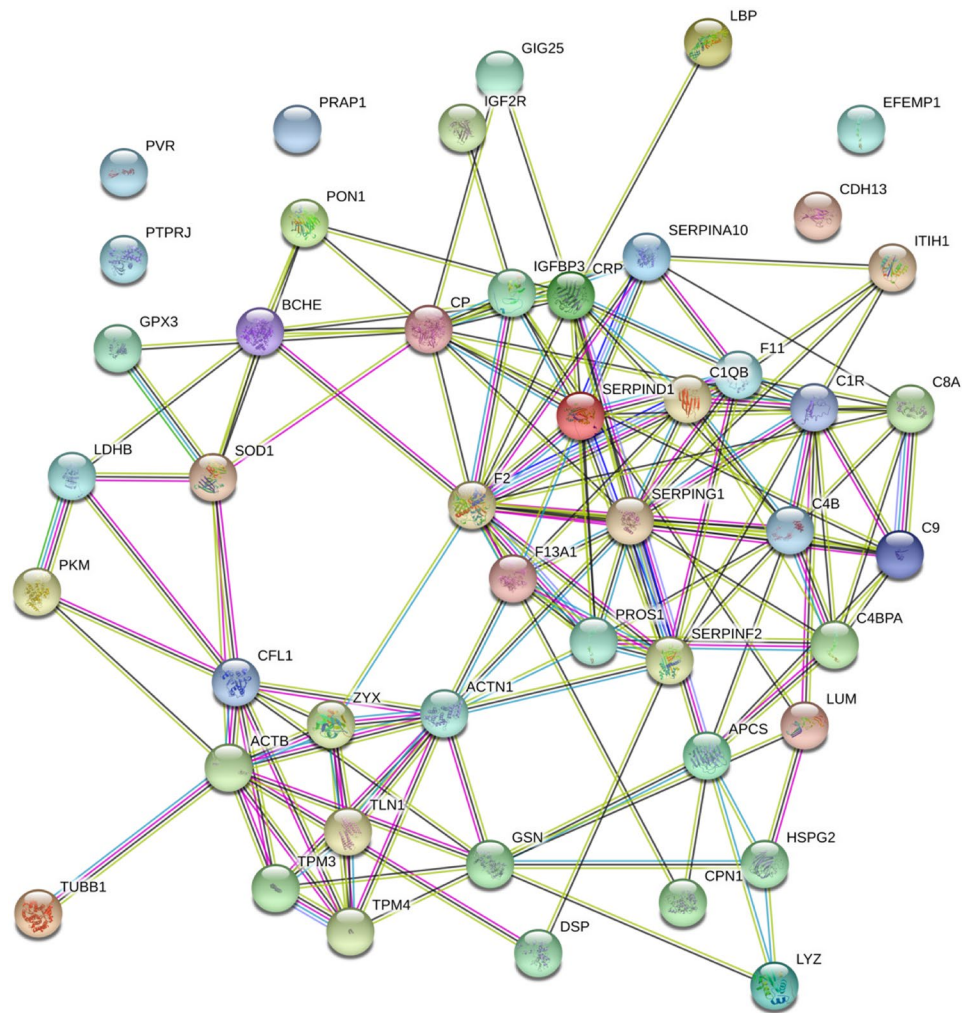 LBP
GIG25
IGF2R
PRAP1
EFEMP1
PVR
CDH13
PON1
SERPINA10
PTPRJ
ITIH1
IGFBP3
CRP
CP
BCHE
GPX3
F11
C1QB
SERPIND1
C1R
C8A
LDHB
SOD1
F2
SERPING1
C4B
C9
PKM
F13A1
PROS1
C4BPA
SERPINF2
CFL1
ZYX
ACTN1
LUM
APCS
ACTB
TLN1
GSN
HSPG2
TPM3
CPN1
TUBB1
TPM4
DSP
LYZ